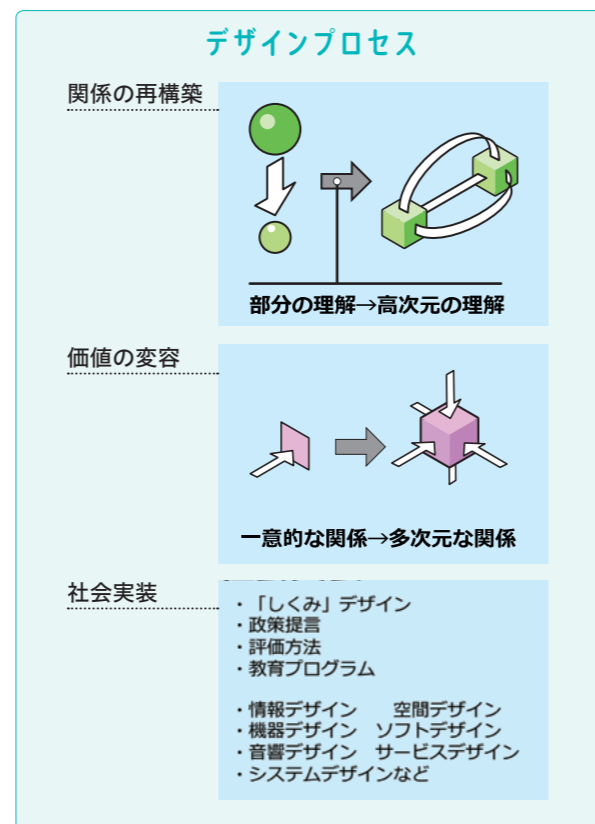 デザインプロセス
関係の再構築
部分の理解→高次元の理解
価値の変容
一意的な関係→多次元な関係
社会実装
・「しくみ」デザイン
・政策提言
・評価方法
・教育プログラム
・情報デザイン　空間デザイン
・機器デザイン　ソフトデザイン
・音響デザイン　サービスデザイン
・システムデザインなど